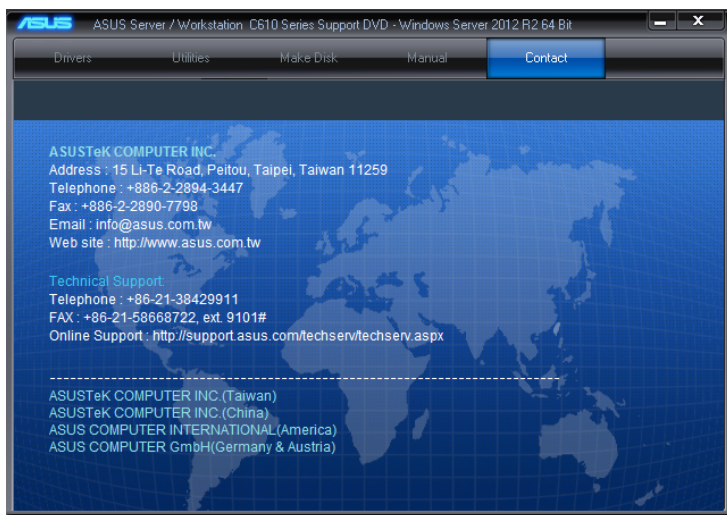 ASUS ASUS Server / Workstation C610 Series Support DVD - Windows Server 2012 R2 64 Bit
Drivers Utilities Make Disk Manual Contact
ASUSTeK COMPUTER INC.
Address : 15 Li-Te Road, Peitou, Taipei, Taiwan 11259
Telephone : +886-2-2894-3447
Fax : +886-2-2890-7798
Email : info@asus.com.tw
Web site : http://www.asus.com.tw
Technical Support:
Telephone : +86-21-38429911
FAX : +86-21-58668722, ext. 9101#
Online Support : http://support.asus.com/techserv/techserv.aspx
ASUSTeK COMPUTER INC.(Taiwan)
ASUSTeK COMPUTER INC.(China)
ASUS COMPUTER INTERNATIONAL(America)
ASUS COMPUTER GmbH(Germany & Austria)